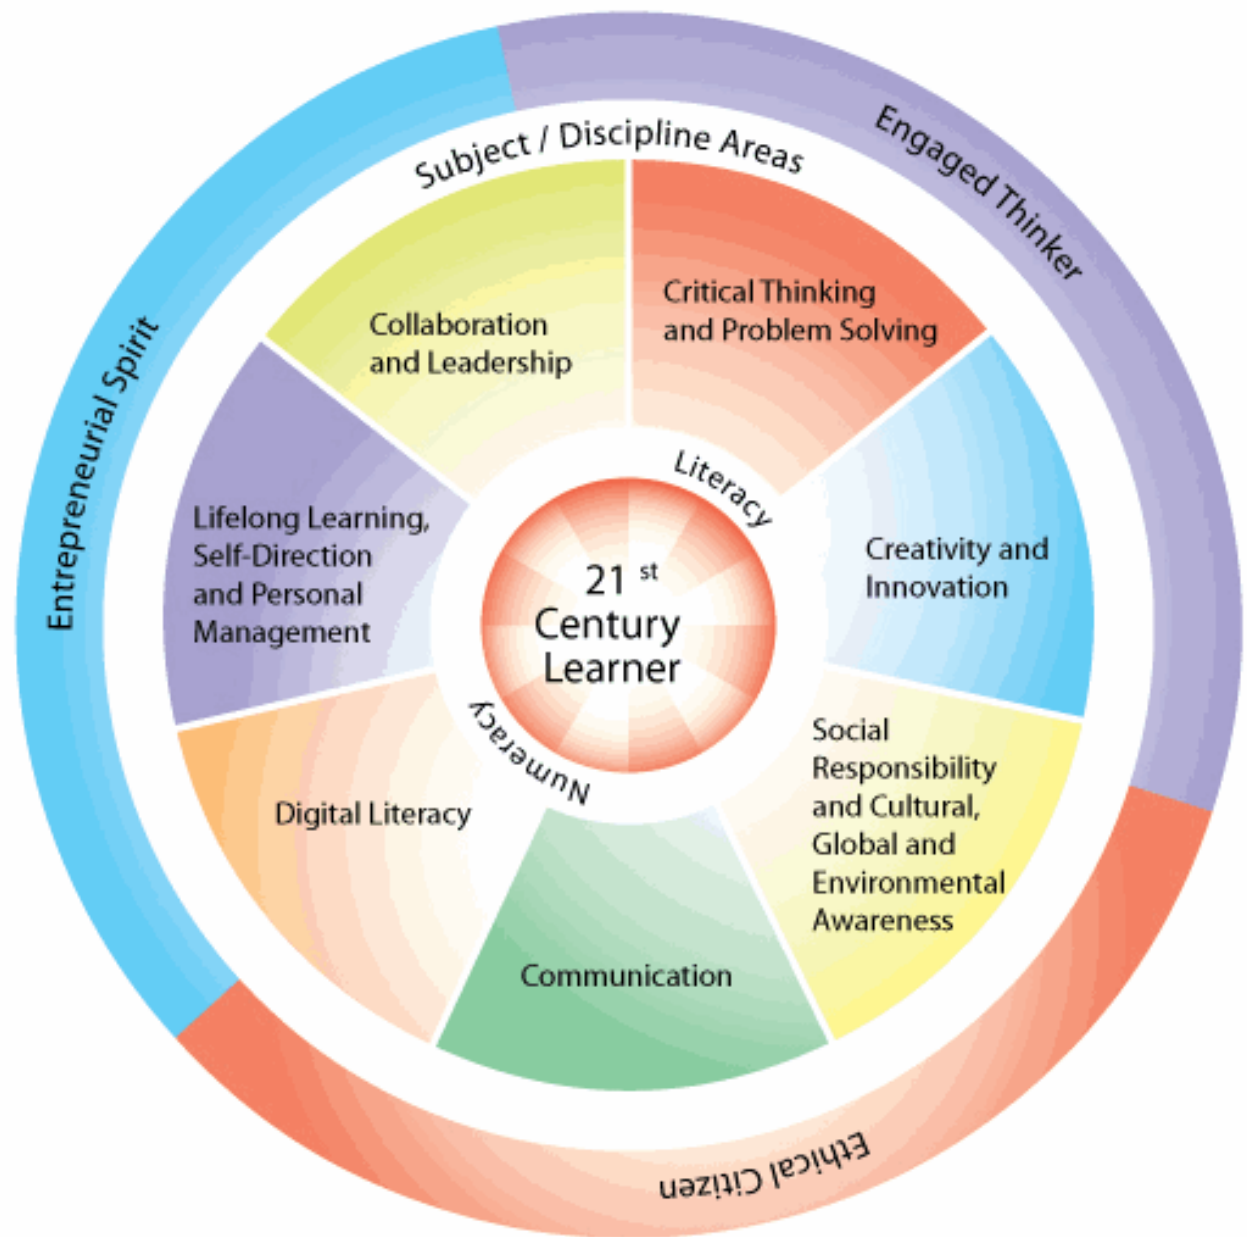 Subject / Discipline Areas
Engaged Thinker
Entrepreneurial Spirit
Ethical Citizen
Critical Thinking
and Problem Solving
Creativity and
Innovation
Social
Responsibility
and Cultural,
Global and
Environmental
Awareness
Communication
Digital Literacy
Lifelong Learning,
Self-Direction
and Personal
Management
Collaboration
and Leadership
Literacy
Numeracy
21 st
Century
Learner